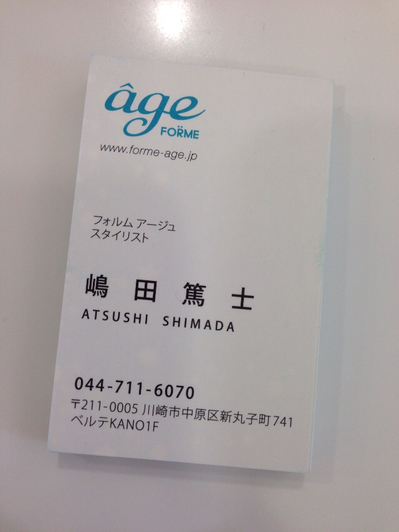 âge
FÖRME
www.forme-age.jp
フォルム アージュ
スタイリスト
嶋田篤士
ATSUSHI SHIMADA
044-711-6070
〒211-0005 川崎市中原区新丸子町741
ベルテKANO1F